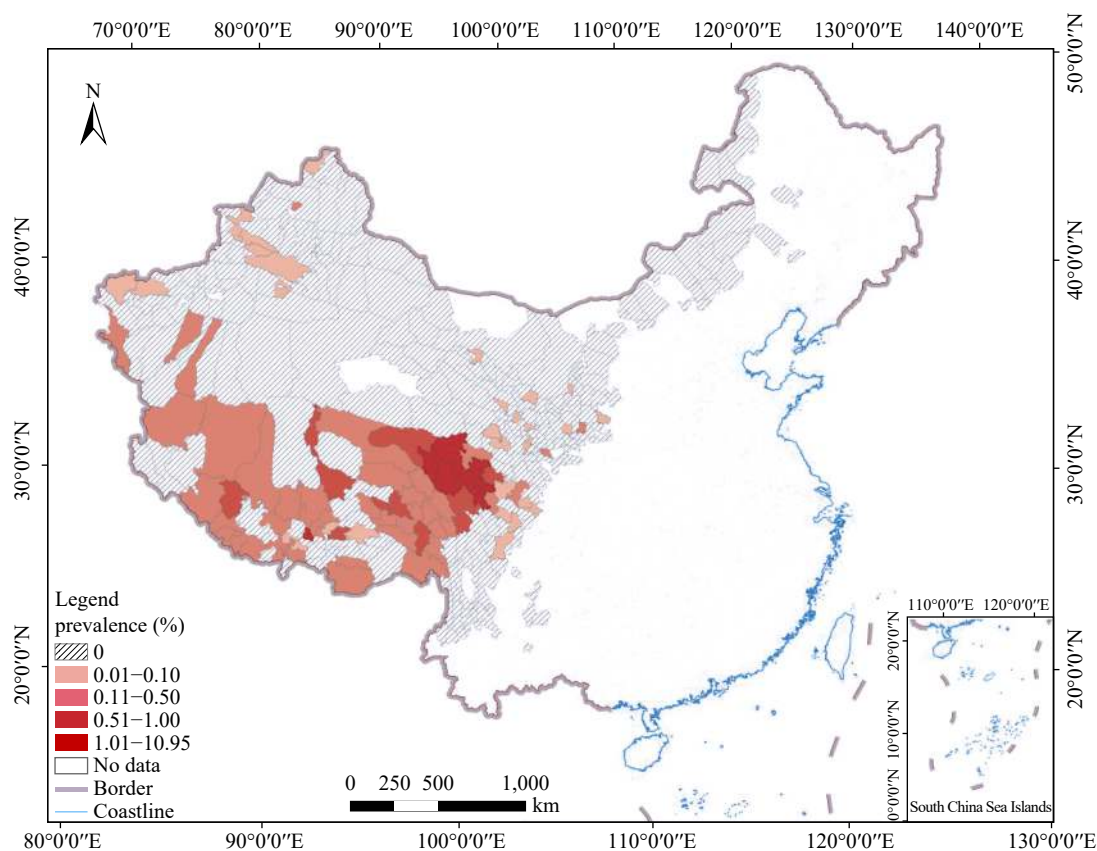 70°0′0″E 80°0′0″E 90°0′0″E 100°0′0″E 110°0′0″E 120°0′0″E 130°0′0″E 140°0′0″E
50°0′0″N
N
40°0′0″N 40°0′0″N
30°0′0″N 30°0′0″N
20°0′0″N 20°0′0″N
Legend
prevalence (%)
0
0.01−0.10
0.11−0.50
0.51−1.00
1.01−10.95
No data
Border
Coastline
0 250 500 1,000
km
110°0′0″E 120°0′0″E
20°0′0″N
10°0′0″N
0°0′0″N
South China Sea Islands
80°0′0″E 90°0′0″E 100°0′0″E 110°0′0″E 120°0′0″E 130°0′0″E